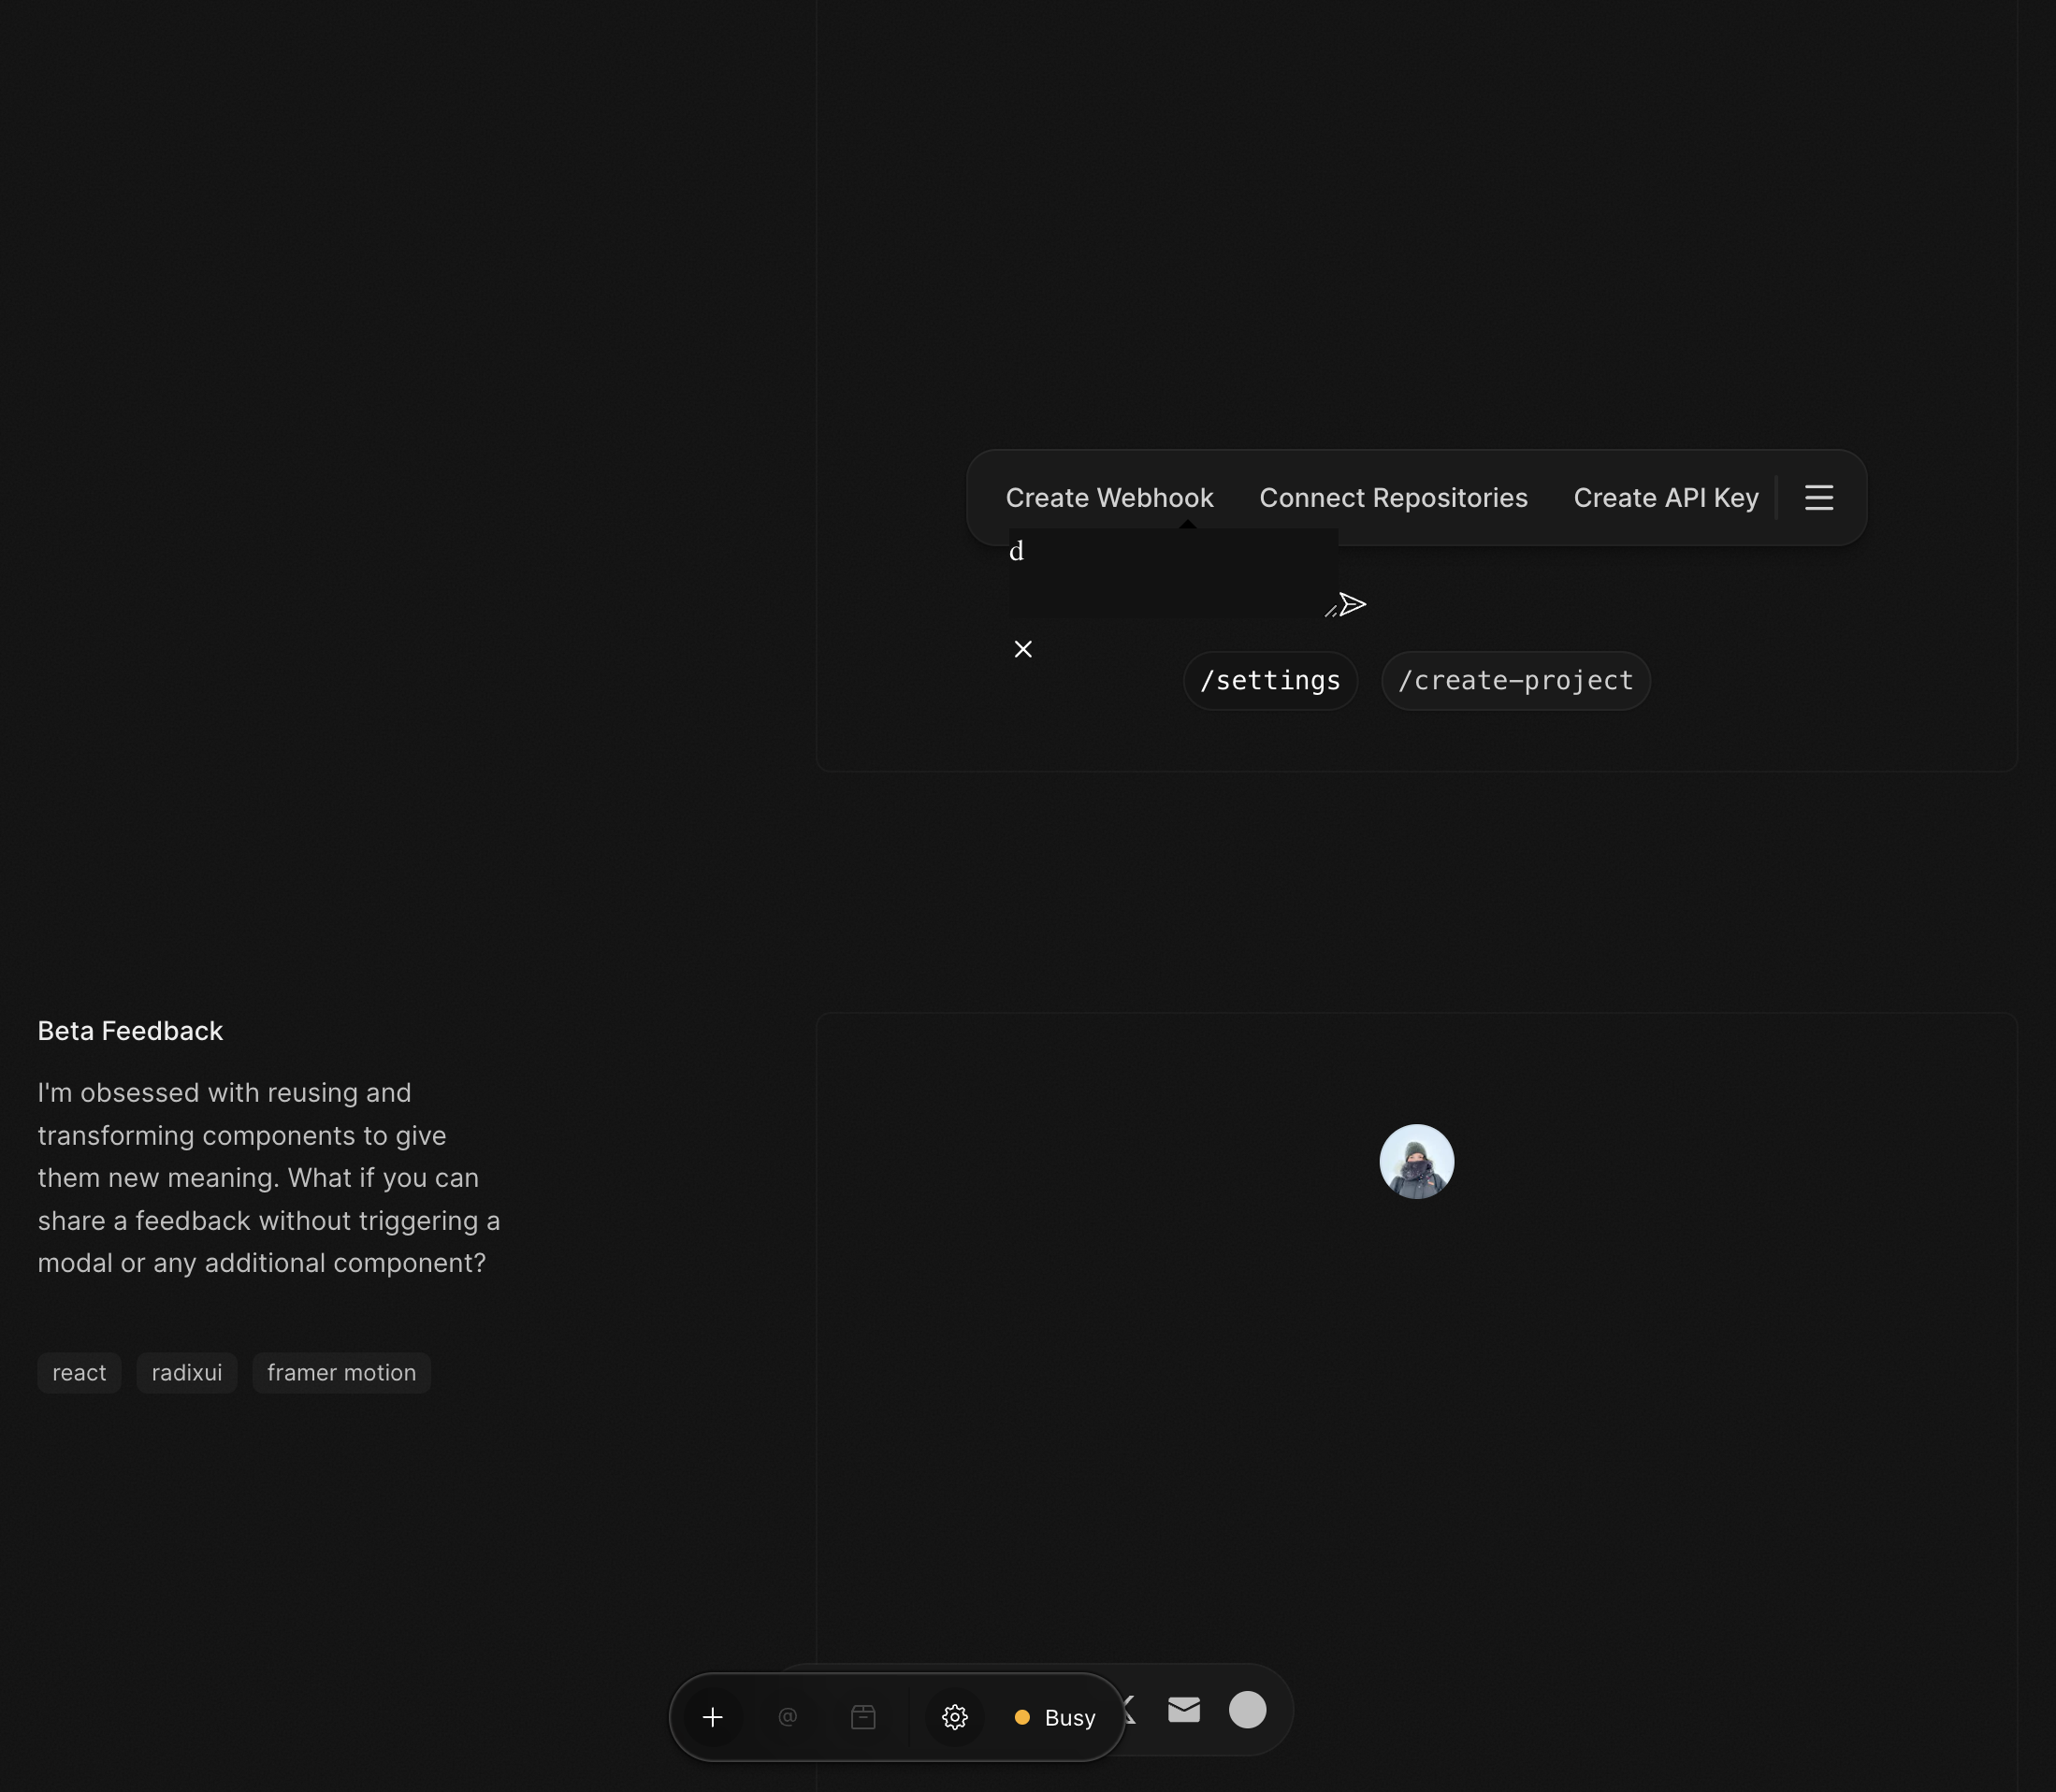 Create Webhook Connect Repositories Create API Key
d
/settings /create-project
Beta Feedback
I'm obsessed with reusing and
transforming components to give
them new meaning. What if you can
share a feedback without triggering a
modal or any additional component?
react radixui framer motion
@ Busy